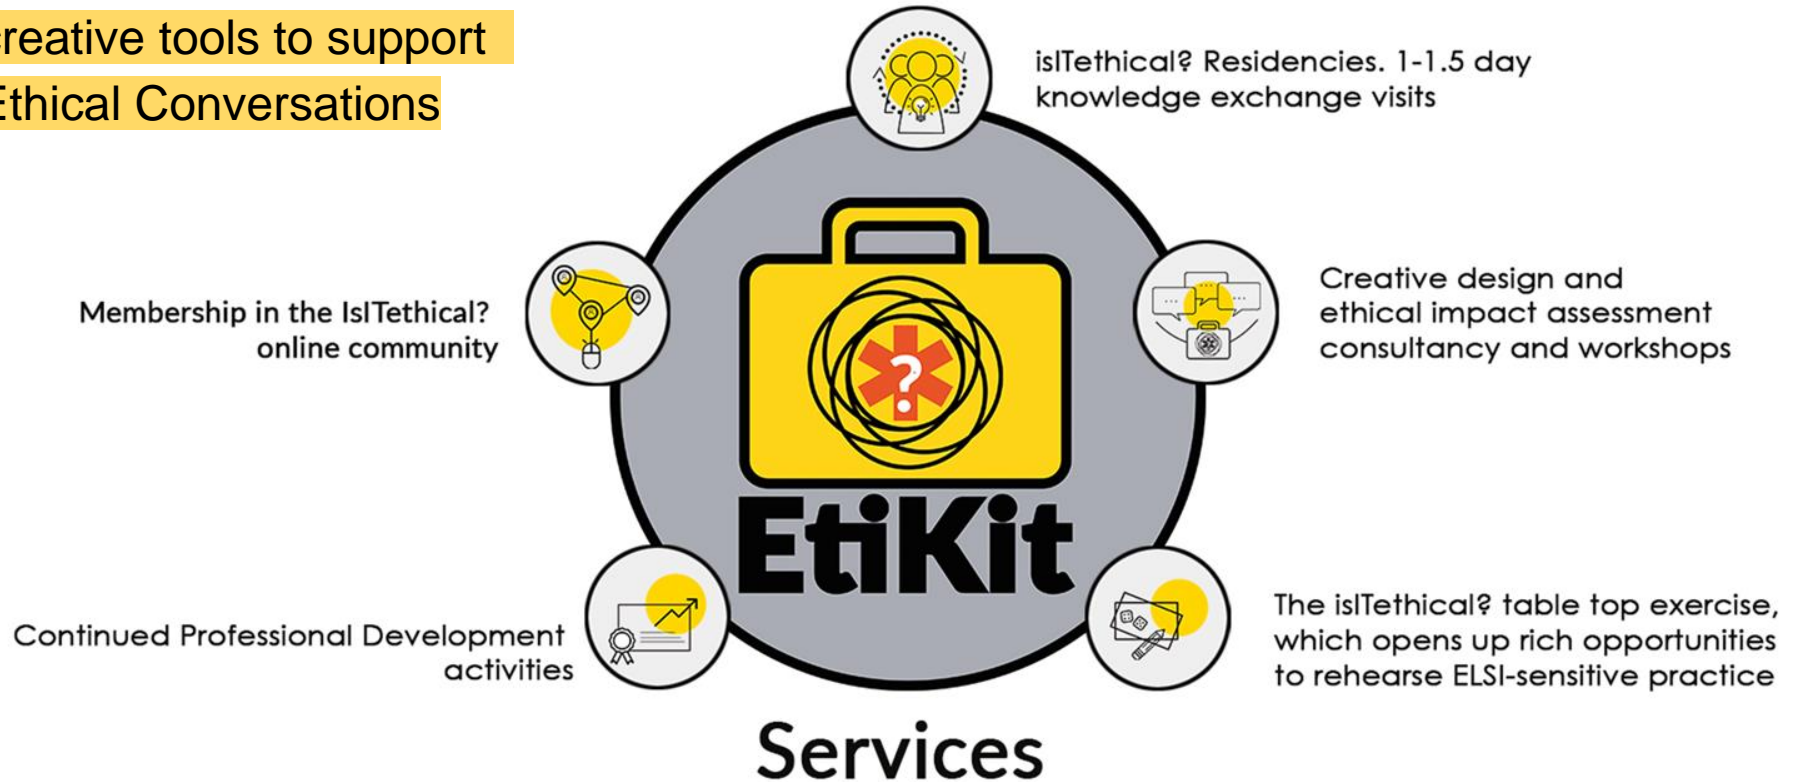 reative tools to support
Ethical Conversations
isITethical? Residencies. 1-1.5 day
knowledge exchange visits
Membership in the IsITethical?
online community
Creative design and
ethical impact assessment
consultancy and workshops
?
EtiKit
Continued Professional Development
activities
The isITethical? table top exercise,
which opens up rich opportunities
to rehearse ELSI-sensitive practice
Services